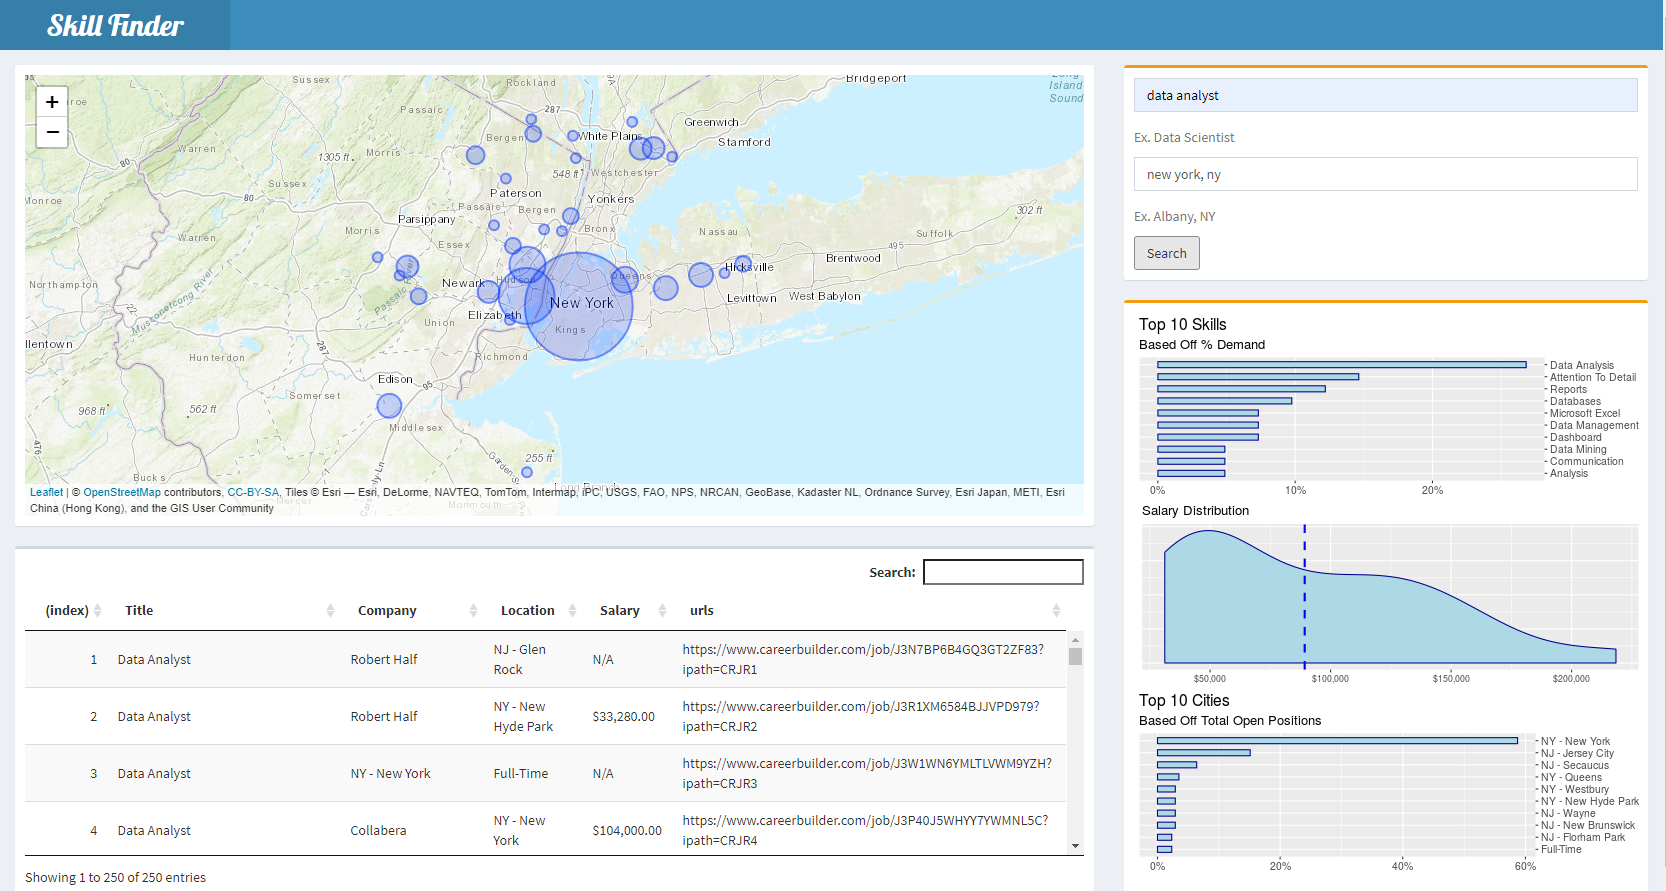 Skill Finder
+
−
Sussex
Rockland
Bridgeport
Long
Island
Sound
Passaic
287
Greenwich
Bergen
White Plains
Stamford
Warren
1305 ft
Morris
80
548 ft
Westchester
Sussex
Paterson
Yonkers
80
Monroe
Passaic
Bergen
302 ft
Parsippany
Bronx
Nassau
Suffolk
Morris
Warren
Essex
495
Brentwood
Queens
Hicksville
Northampton
Newark
Hudson
New York
Levittown
West Babylon
Musconetcong River
Passaic River
Elizabeth
Union
Kings
287
llentown
Hunterdon
Richmond
Edison
95
Somerset
968 ft
562 ft
Middlesex
476
255 ft
Bucks
Long Branch
Mercer
Monmouth
Leaflet | © OpenStreetMap contributors, CC-BY-SA, Tiles © Esri — Esri, DeLorme, NAVTEQ, TomTom, Intermap, iPC, USGS, FAO, NPS, NRCAN, GeoBase, Kadaster NL, Ordnance Survey, Esri Japan, METI, Esri
China (Hong Kong), and the GIS User Community
Search:
(index) Title Company Location Salary urls
1 Data Analyst Robert Half NJ - Glen Rock N/A https://www.careerbuilder.com/job/J3N7BP6B4GQ3GT2ZF83?ipath=CRJR1
2 Data Analyst Robert Half NY - New Hyde Park $33,280.00 https://www.careerbuilder.com/job/J3R1XM6584BJJVPD979?ipath=CRJR2
3 Data Analyst NY - New York Full-Time N/A https://www.careerbuilder.com/job/J3W1WN6YMLTLVWM9YZH?ipath=CRJR3
4 Data Analyst Collabera NY - New York $104,000.00 https://www.careerbuilder.com/job/J3P40J5WHYY7YWMNL5C?ipath=CRJR4
Showing 1 to 250 of 250 entries
data analyst
Ex. Data Scientist
new york, ny
Ex. Albany, NY
Search
Top 10 Skills
Based Off % Demand
Data Analysis
Attention To Detail
Reports
Databases
Microsoft Excel
Data Management
Dashboard
Data Mining
Communication
Analysis
0% 10% 20%
Salary Distribution
$50,000 $100,000 $150,000 $200,000
Top 10 Cities
Based Off Total Open Positions
NY - New York
NJ - Jersey City
NJ - Secaucus
NY - Queens
NY - Westbury
NY - New Hyde Park
NJ - Wayne
NJ - New Brunswick
NJ - Florham Park
Full-Time
0% 20% 40% 60%